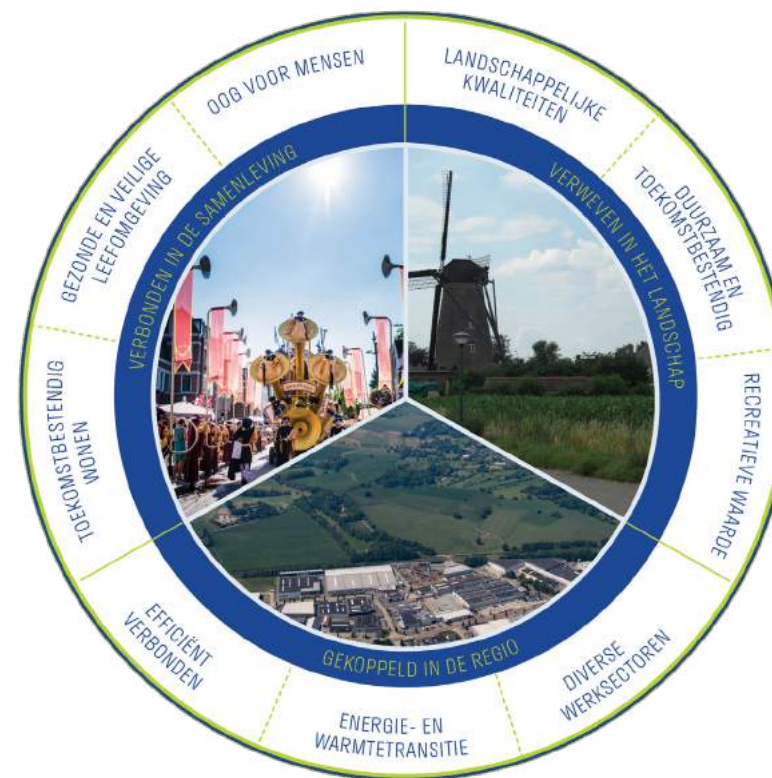 OOG VOOR MENSEN
LANDSCHAPPELIJKE
KWALITEITEN
DUURZAAM EN
TOEKOMSTBESTENDIG
RECREATIEVE WAARDE
DIVERSE
WERKSECTOREN
ENERGIE- EN
WARMTETRANSITIE
EFFICIËNT
VERBONDEN
TOEKOMSTBESTENDIG
WONEN
GEZONDE EN VEILIGE
LEEFOMGEVING
VERBONDEN IN DE SAMENLEVING
VERWEVEN IN HET LANDSCHAP
GEKOPPELD IN DE REGIO